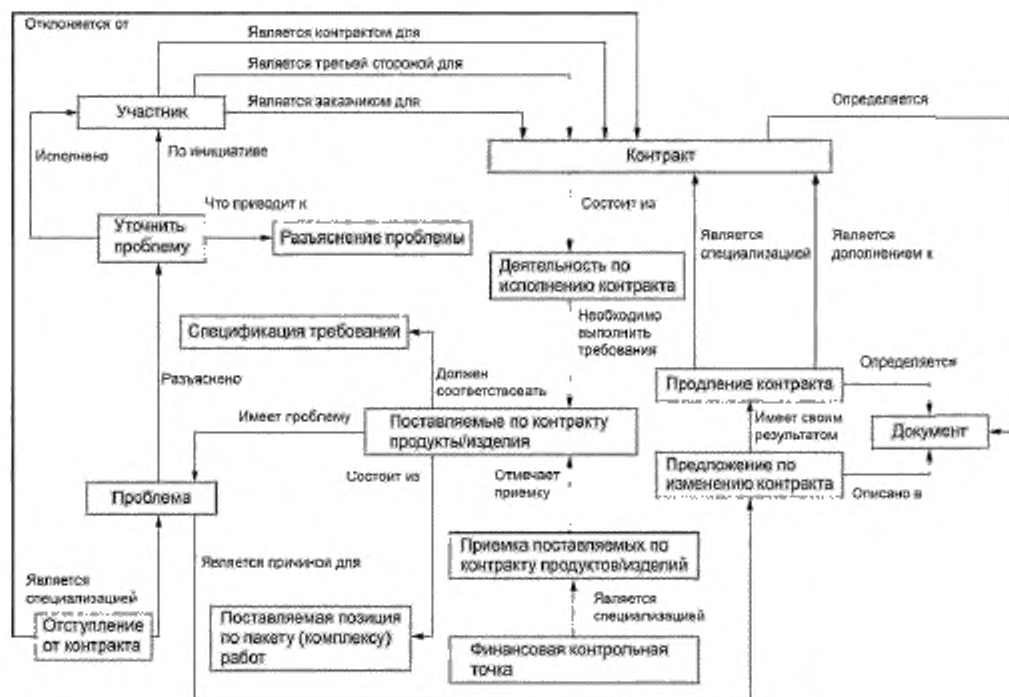 Отклоняется от
Является контрактом для
Является третьей стороной для
Участник
Является заказчиком для
Определяется
Исполнено
По инициативе
Контракт
Что приводит к
Состоит из
Уточнить
проблему
Разъяснение проблемы
Является
специализацией
Является
дополнением к
Деятельность по
исполнению контракта
Необходимо
выполнить
требования
Спецификация требований
Разъяснено
Должен
соответствовать
Продление контракта
Определяется
Имеет проблему
Поставляемые по контракту
продукты/изделия
Имеет своим
результатом
Документ
Состоит из
Отмечает
приемку
Предложение по
изменению контракта
Описано в
Проблема
Является причиной для
Приемка поставляемых по
контракту продуктов/изделий
Является
специализацией
Отступление
от контракта
Поставляемая позиция
по пакету (комплексу)
работ
Является
специализацией
Финансовая контрольная
точка